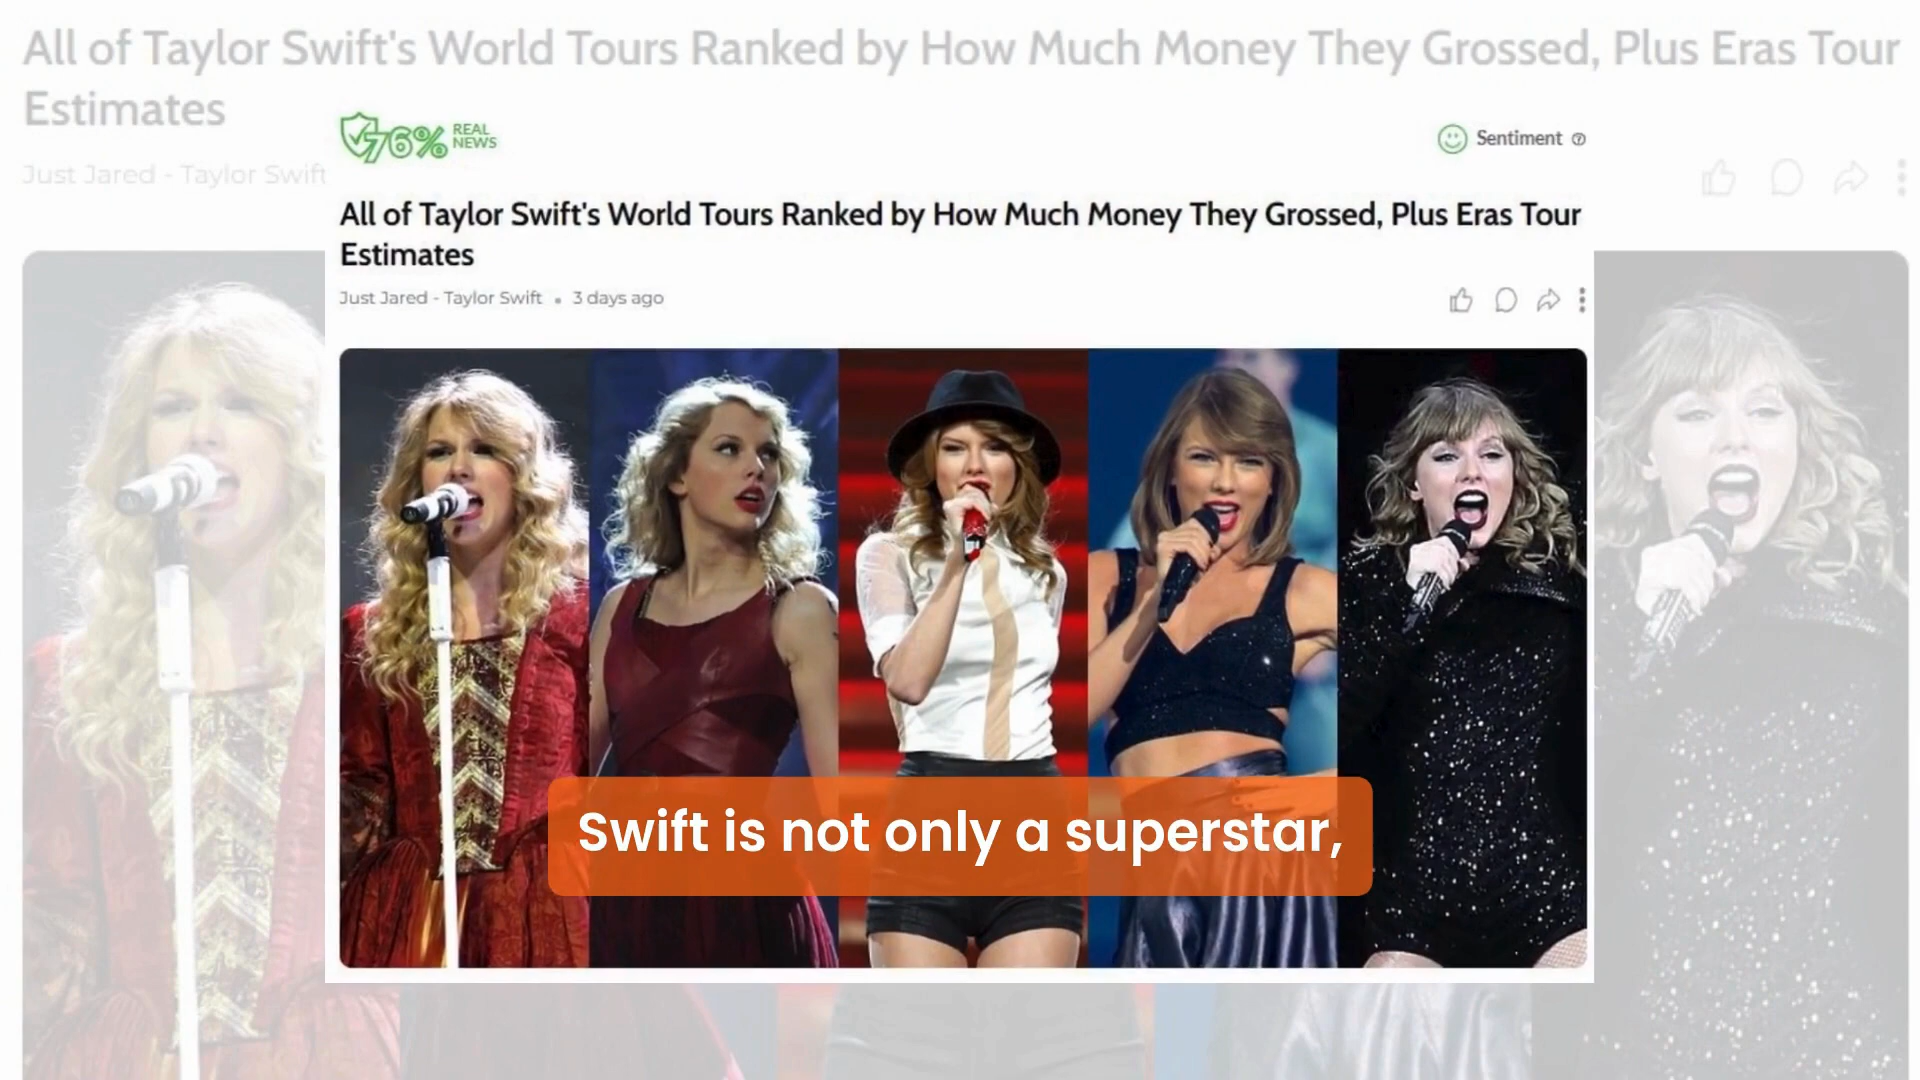 All of Taylor Swift's World Tours Ranked by How Much Money They Grossed, Plus Eras Tour
Estimates
Just Jared - Taylor Swift
76% REAL NEWS
Sentiment
All of Taylor Swift's World Tours Ranked by How Much Money They Grossed, Plus Eras Tour
Estimates
Just Jared - Taylor Swift • 3 days ago
Swift is not only a superstar,